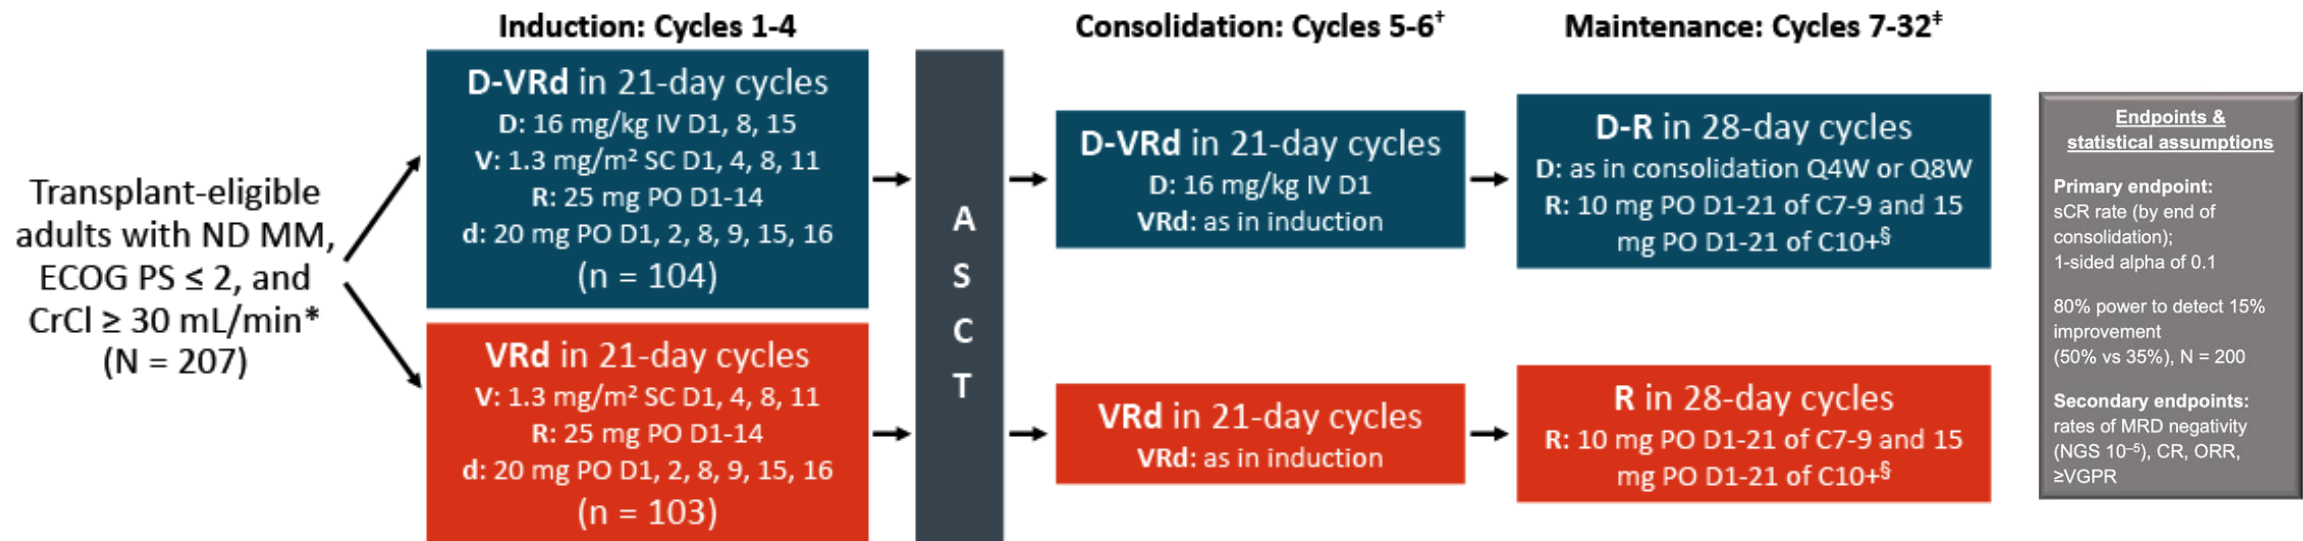 Transplant-eligible
adults with ND MM,
ECOG PS ≤ 2, and
CrCl ≥ 30 mL/min*
(N = 207)
Induction: Cycles 1-4
D-VRd in 21-day cycles
D: 16 mg/kg IV D1, 8, 15
V: 1.3 mg/m² SC D1, 4, 8, 11
R: 25 mg PO D1-14
d: 20 mg PO D1, 2, 8, 9, 15, 16
(n = 104)
VRd in 21-day cycles
V: 1.3 mg/m² SC D1, 4, 8, 11
R: 25 mg PO D1-14
d: 20 mg PO D1, 2, 8, 9, 15, 16
(n = 103)
A
S
C
T
Consolidation: Cycles 5-6†
D-VRd in 21-day cycles
D: 16 mg/kg IV D1
VRd: as in induction
VRd in 21-day cycles
VRd: as in induction
Maintenance: Cycles 7-32‡
D-R in 28-day cycles
D: as in consolidation Q4W or Q8W
R: 10 mg PO D1-21 of C7-9 and 15
mg PO D1-21 of C10+§
R in 28-day cycles
R: 10 mg PO D1-21 of C7-9 and 15
mg PO D1-21 of C10+§
Endpoints &
statistical assumptions
Primary endpoint:
sCR rate (by end of
consolidation);
1-sided alpha of 0.1
80% power to detect 15%
improvement
(50% vs 35%), N = 200
Secondary endpoints:
rates of MRD negativity
(NGS 10⁻⁵), CR, ORR,
≥VGPR